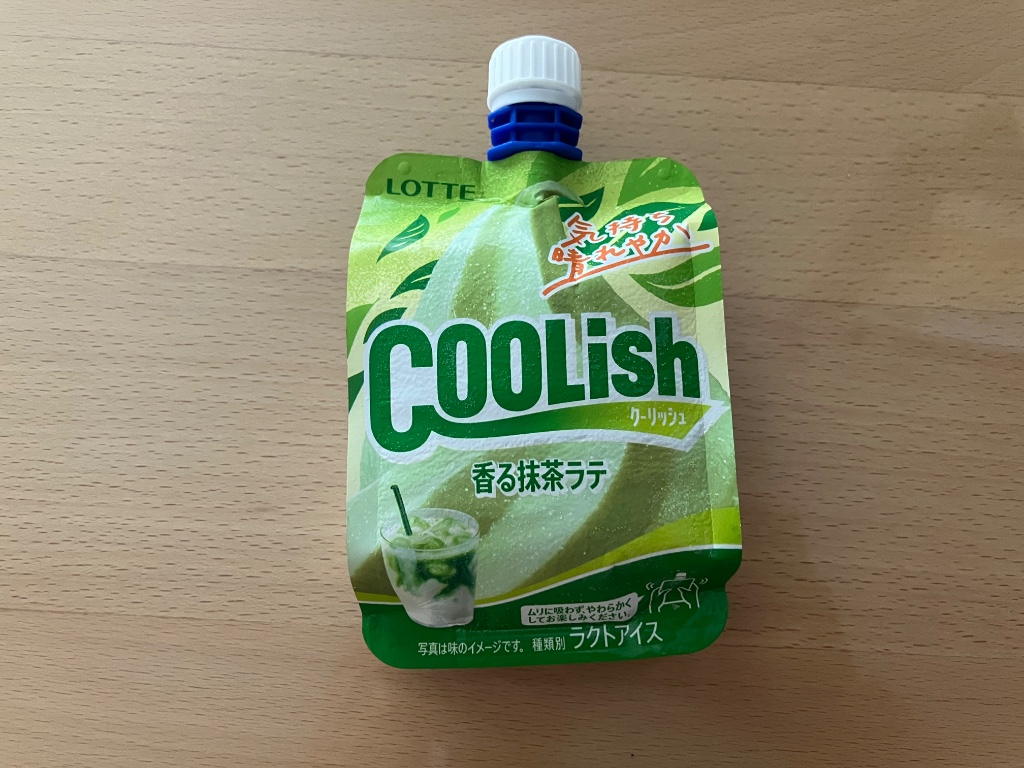 LOTTE
気持ち
晴れやか
COOLish
クーリッシュ
香る抹茶ラテ
ムリに吸わず、やわらかく
してお楽しみください。
写真は味のイメージです。 種類別 ラクトアイス